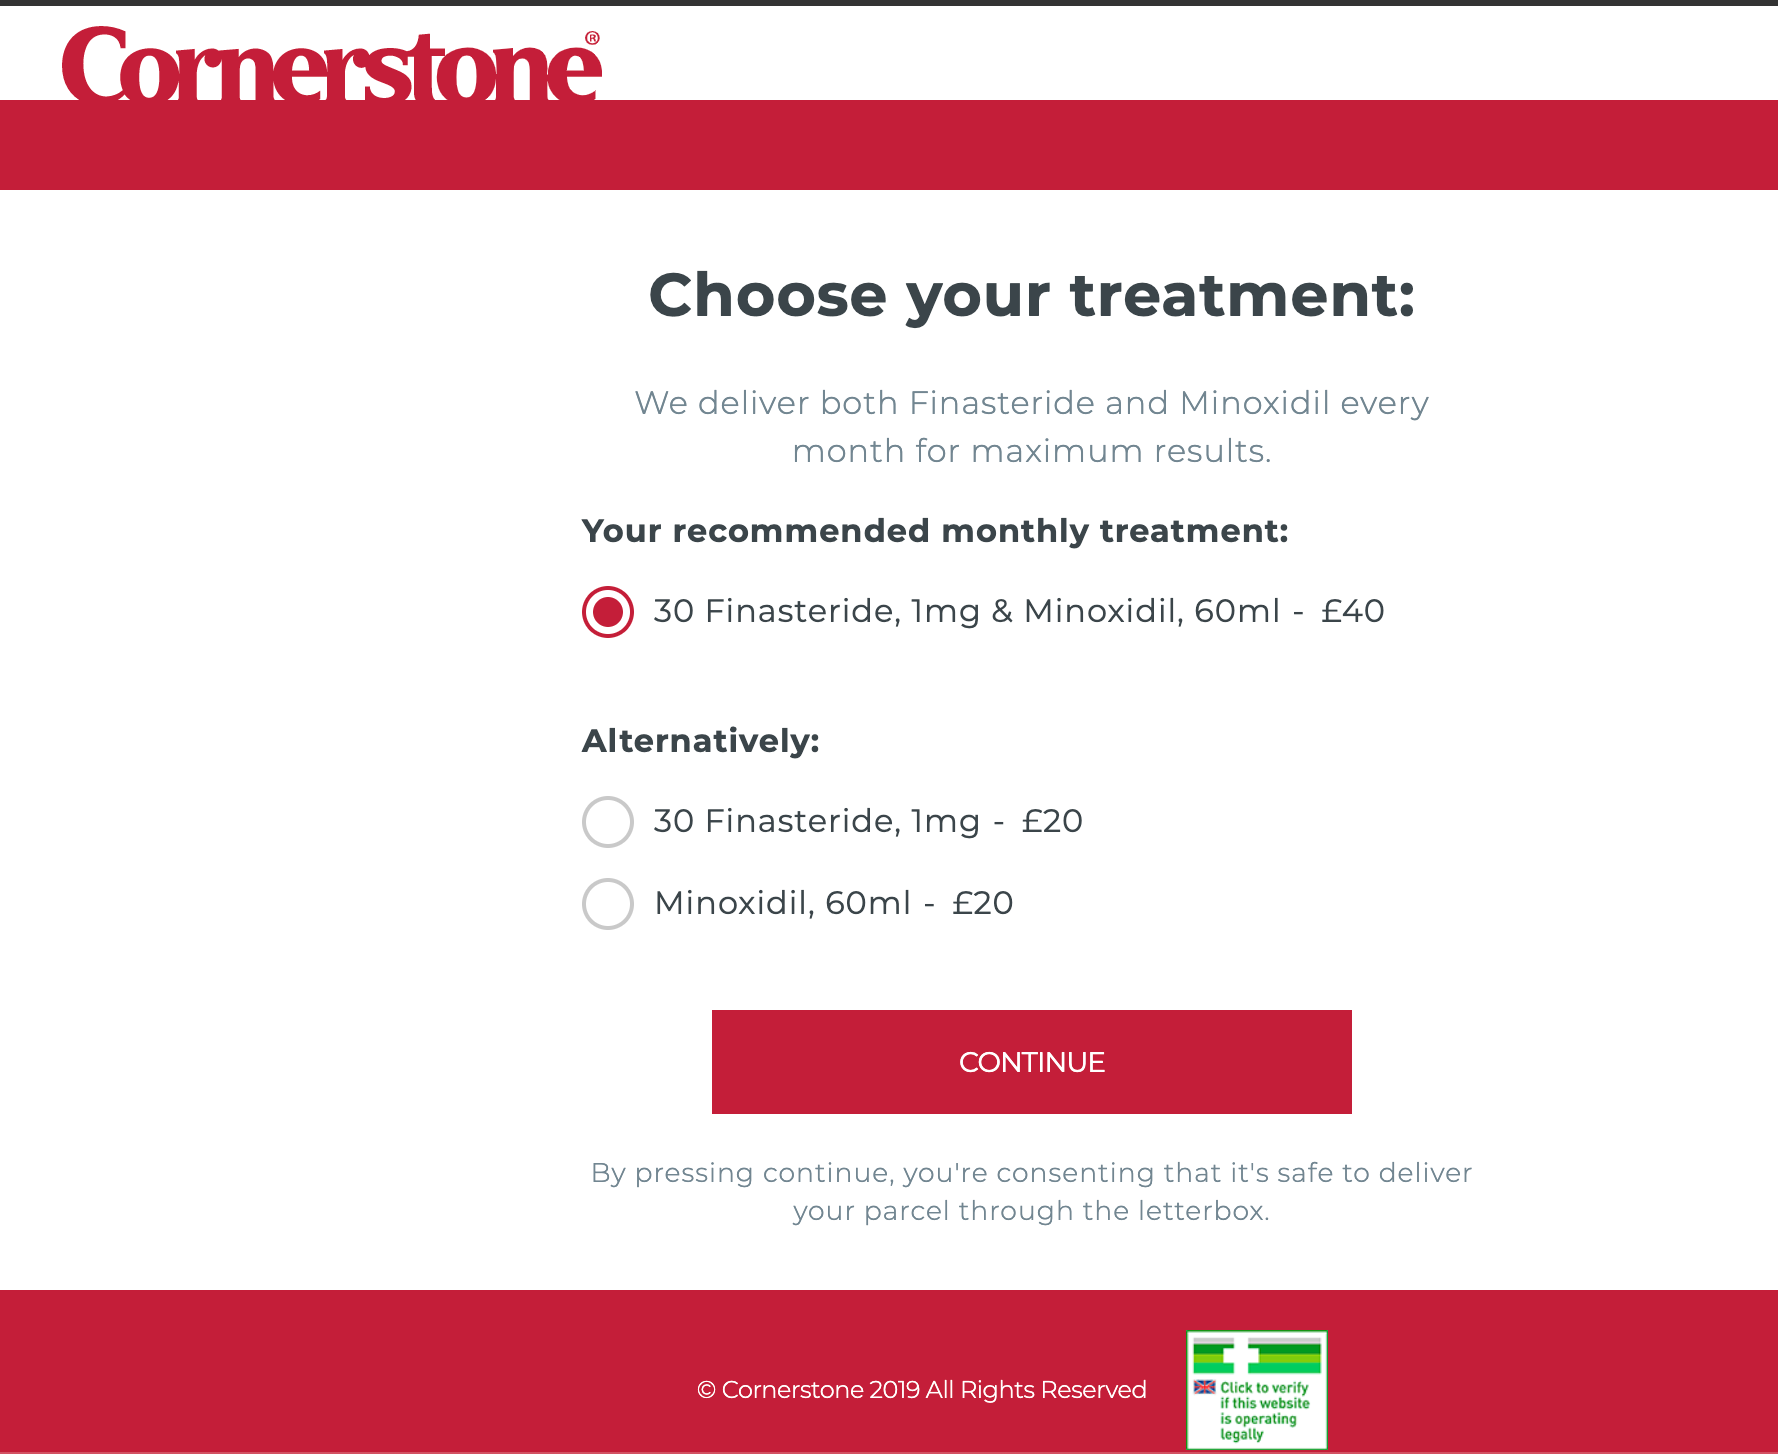 Cornerstone®
Choose your treatment:
We deliver both Finasteride and Minoxidil every
month for maximum results.
Your recommended monthly treatment:
30 Finasteride, 1mg & Minoxidil, 60ml - £40
Alternatively:
30 Finasteride, 1mg - £20
Minoxidil, 60ml - £20
CONTINUE
By pressing continue, you're consenting that it's safe to deliver
your parcel through the letterbox.
© Cornerstone 2019 All Rights Reserved
Click to verify
if this website
is operating
legally